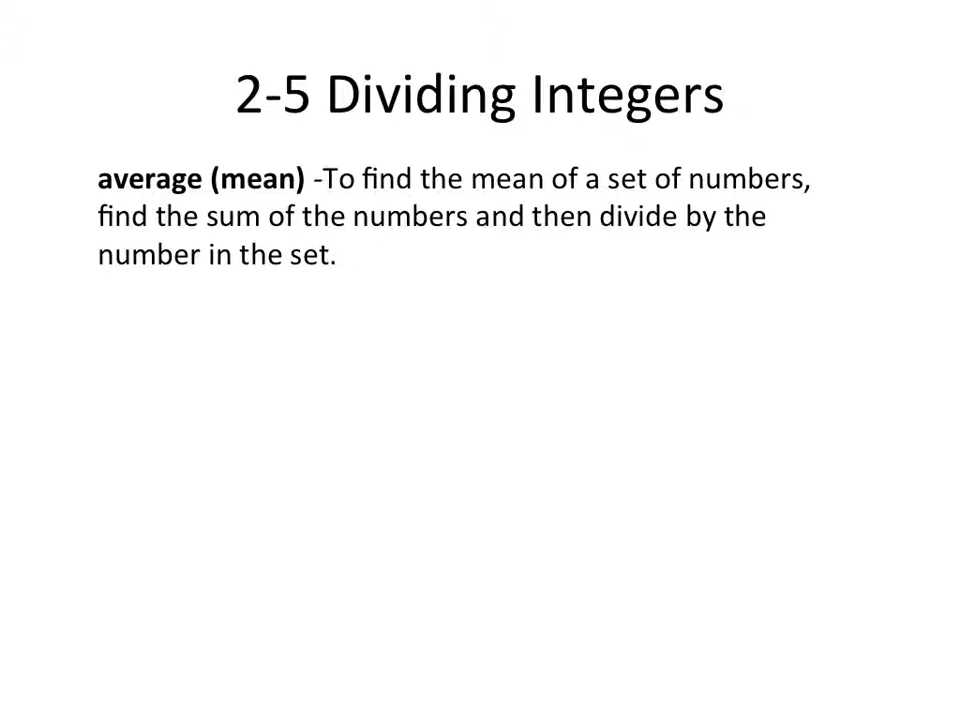 2-5 Dividing Integers
average (mean) -To find the mean of a set of numbers,
find the sum of the numbers and then divide by the
number in the set.